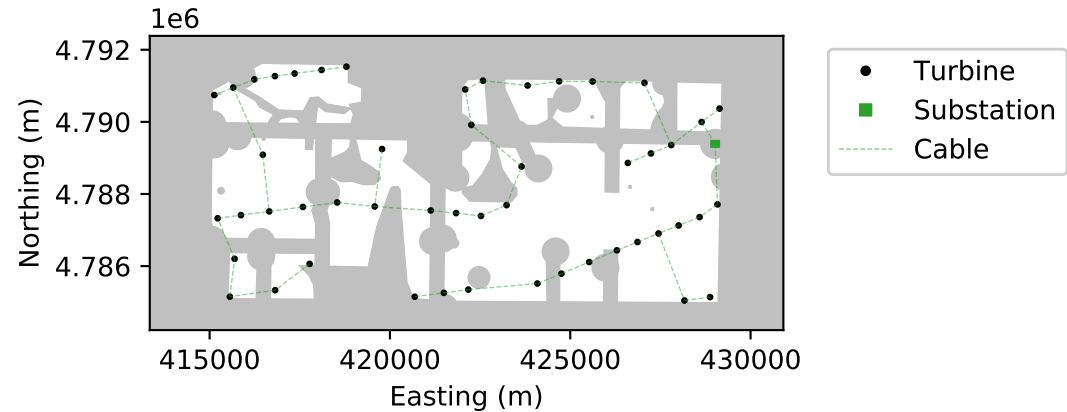 1e6
4.792
4.790
4.788
4.786
Northing (m)
415000 420000 425000 430000
Easting (m)
Turbine
Substation
Cable